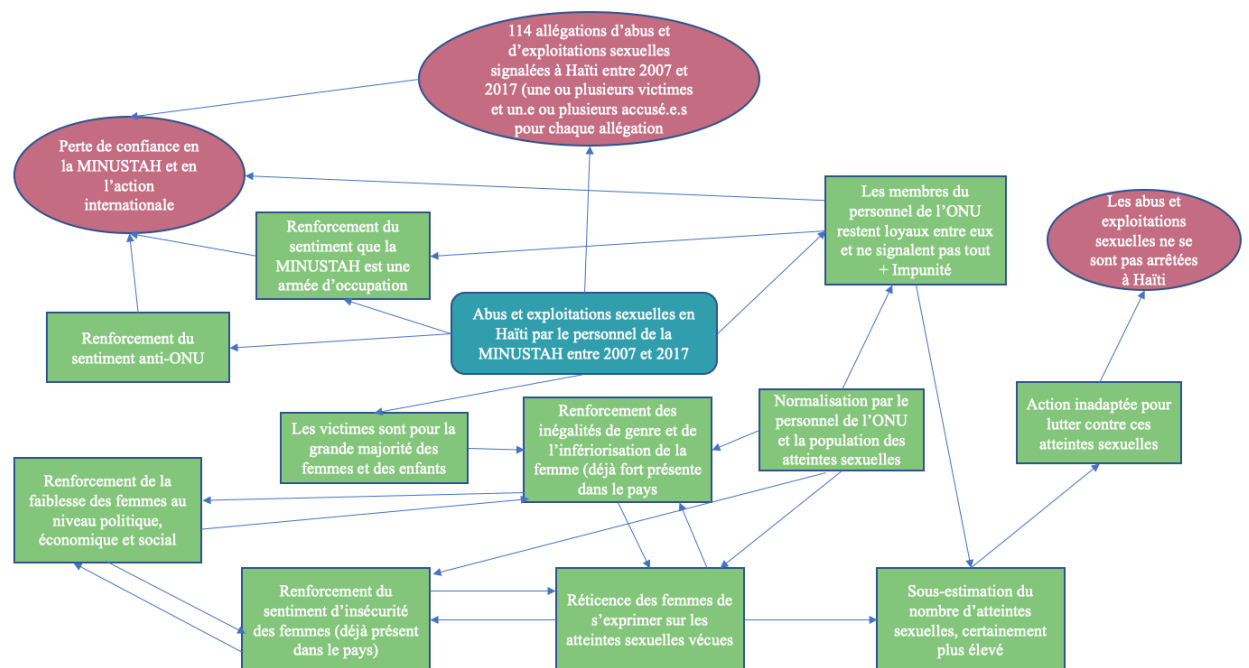 114 allégations d'abus et
d'exploitations sexuelles
signalées à Haïti entre 2007 et
2017 (une ou plusieurs victimes
et un.e ou plusieurs accusé.e.s
pour chaque allégation
Perte de confiance en
la MINUSTAH et en
l'action
internationale
Les membres du
personnel de l'ONU
restent loyaux entre eux
et ne signalent pas tout
+ Impunité
Les abus et
exploitations
sexuelles ne se
sont pas arrêtées
à Haïti
Renforcement du
sentiment que la
MINUSTAH est une
armée d'occupation
Abus et exploitations sexuelles en
Haïti par le personnel de la
MINUSTAH entre 2007 et 2017
Renforcement du
sentiment anti-ONU
Les victimes sont pour la
grande majorité des
femmes et des enfants
Renforcement des
inégalités de genre et de
l'infériorisation de la
femme (déjà fort présente
dans le pays
Normalisation par le
personnel de l'ONU
et la population des
atteintes sexuelles
Action inadaptée pour
lutter contre ces
atteintes sexuelles
Renforcement de la
faiblesse des femmes au
niveau politique,
économique et social
Renforcement du
sentiment d'insécurité
des femmes (déjà présent
dans le pays)
Réticence des femmes de
s'exprimer sur les
atteintes sexuelles vécues
Sous-estimation du
nombre d'atteintes
sexuelles, certainement
plus élevé